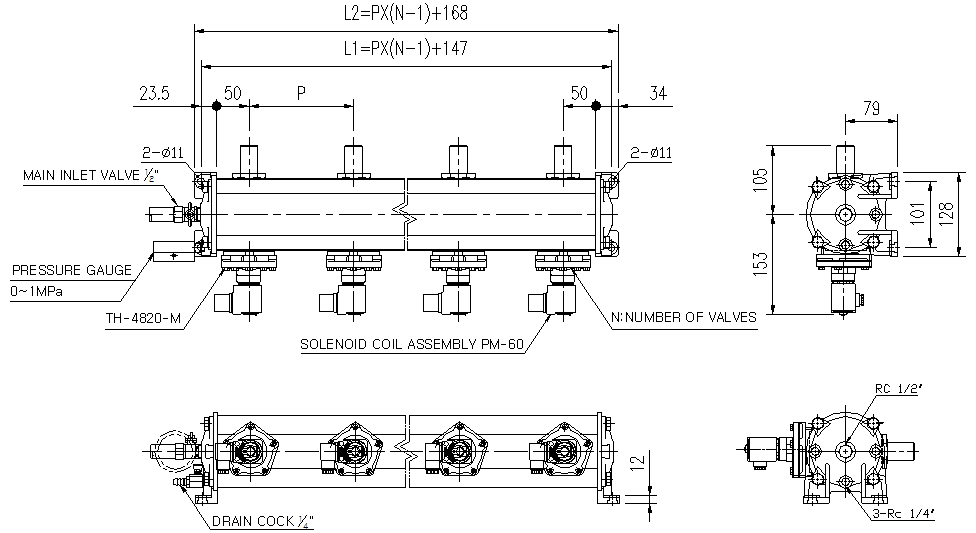 L2=PX(N-1)+168
L1=PX(N-1)+147
23.5
50
P
50
34
79
2-ø11
2-ø11
MAIN INLET VALVE ½"
105
101
128
153
PRESSURE GAUGE
0~1MPa
TH-4820-M
N:NUMBER OF VALVES
SOLENOID COIL ASSEMBLY PM-60
RC 1/2"
12
DRAIN COCK ¼"
3-Rc 1/4"